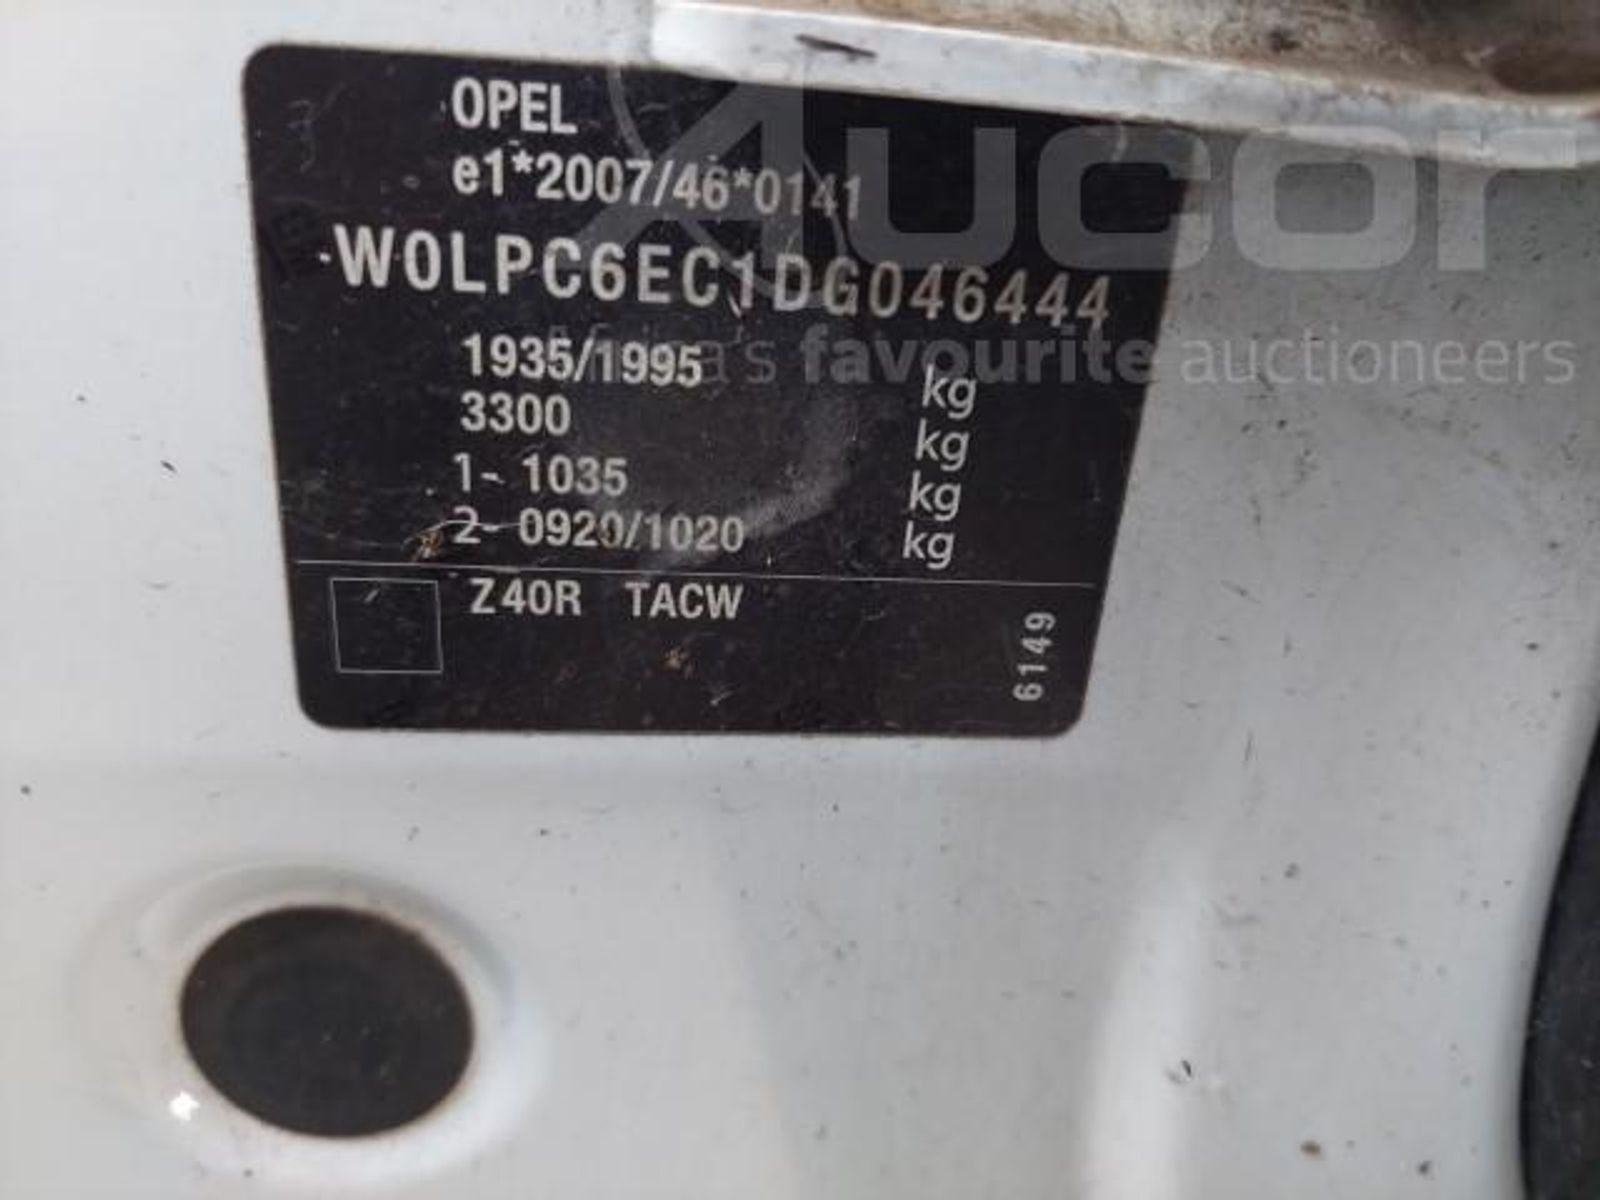 OPEL
e1*2007/46*0141
W0LPC6EC1DG046444
1935/1995 kg
3300 kg
1- 1035 kg
2- 0920/1020 kg
Z40R TACW
6149
Aucor
favourite auctioneers